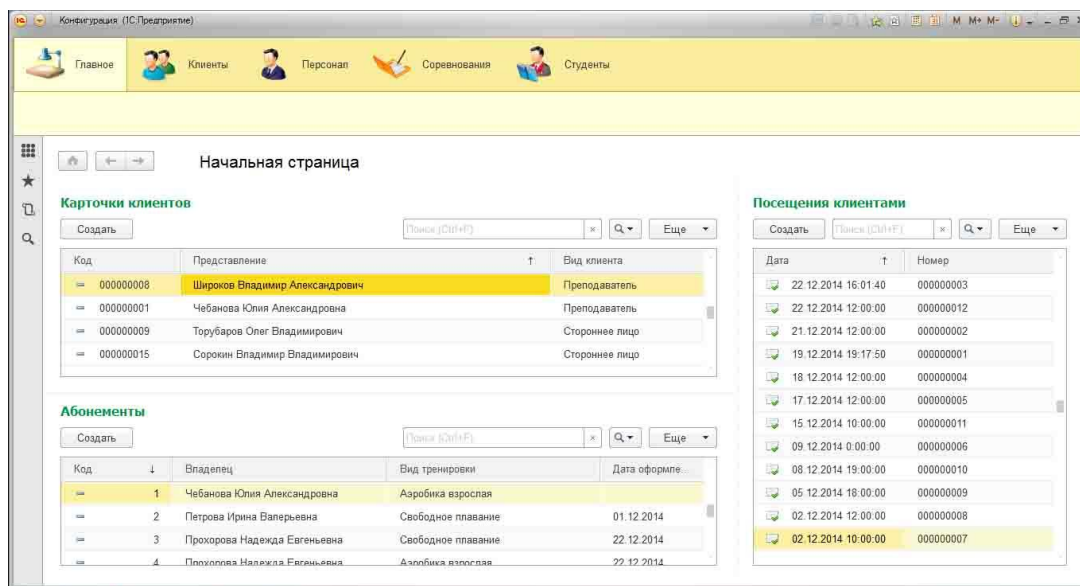 Конфигурация (1С:Предприятие)
M M+ M-
Главное Клиенты Персонал Соревнования Студенты
Начальная страница
Карточки клиентов
Создать Поиск (Ctrl+F) × Еще
Код Представление ↑ Вид клиента
000000008 Широков Владимир Александрович Преподаватель
000000001 Чебанова Юлия Александровна Преподаватель
000000009 Торубаров Олег Владимирович Стороннее лицо
000000015 Сорокин Владимир Владимирович Стороннее лицо
Абонементы
Создать Поиск (Ctrl+F) × Еще
Код ↓ Владелец Вид тренировки Дата оформле...
1 Чебанова Юлия Александровна Аэробика взрослая
2 Петрова Ирина Валерьевна Свободное плавание 01.12.2014
3 Прохорова Надежда Евгеньевна Свободное плавание 22.12.2014
4 Прохорова Надежда Евгеньевна Аэробика взрослая 22.12.2014
Посещения клиентами
Создать Поиск (Ctrl+F) × Еще
Дата ↑ Номер
22.12.2014 16:01:40 000000003
22.12.2014 12:00:00 000000012
21.12.2014 12:00:00 000000002
19.12.2014 19:17:50 000000001
18.12.2014 12:00:00 000000004
17.12.2014 12:00:00 000000005
15.12.2014 10:00:00 000000011
09.12.2014 0:00:00 000000006
08.12.2014 19:00:00 000000010
05.12.2014 18:00:00 000000009
02.12.2014 12:00:00 000000008
02.12.2014 10:00:00 000000007